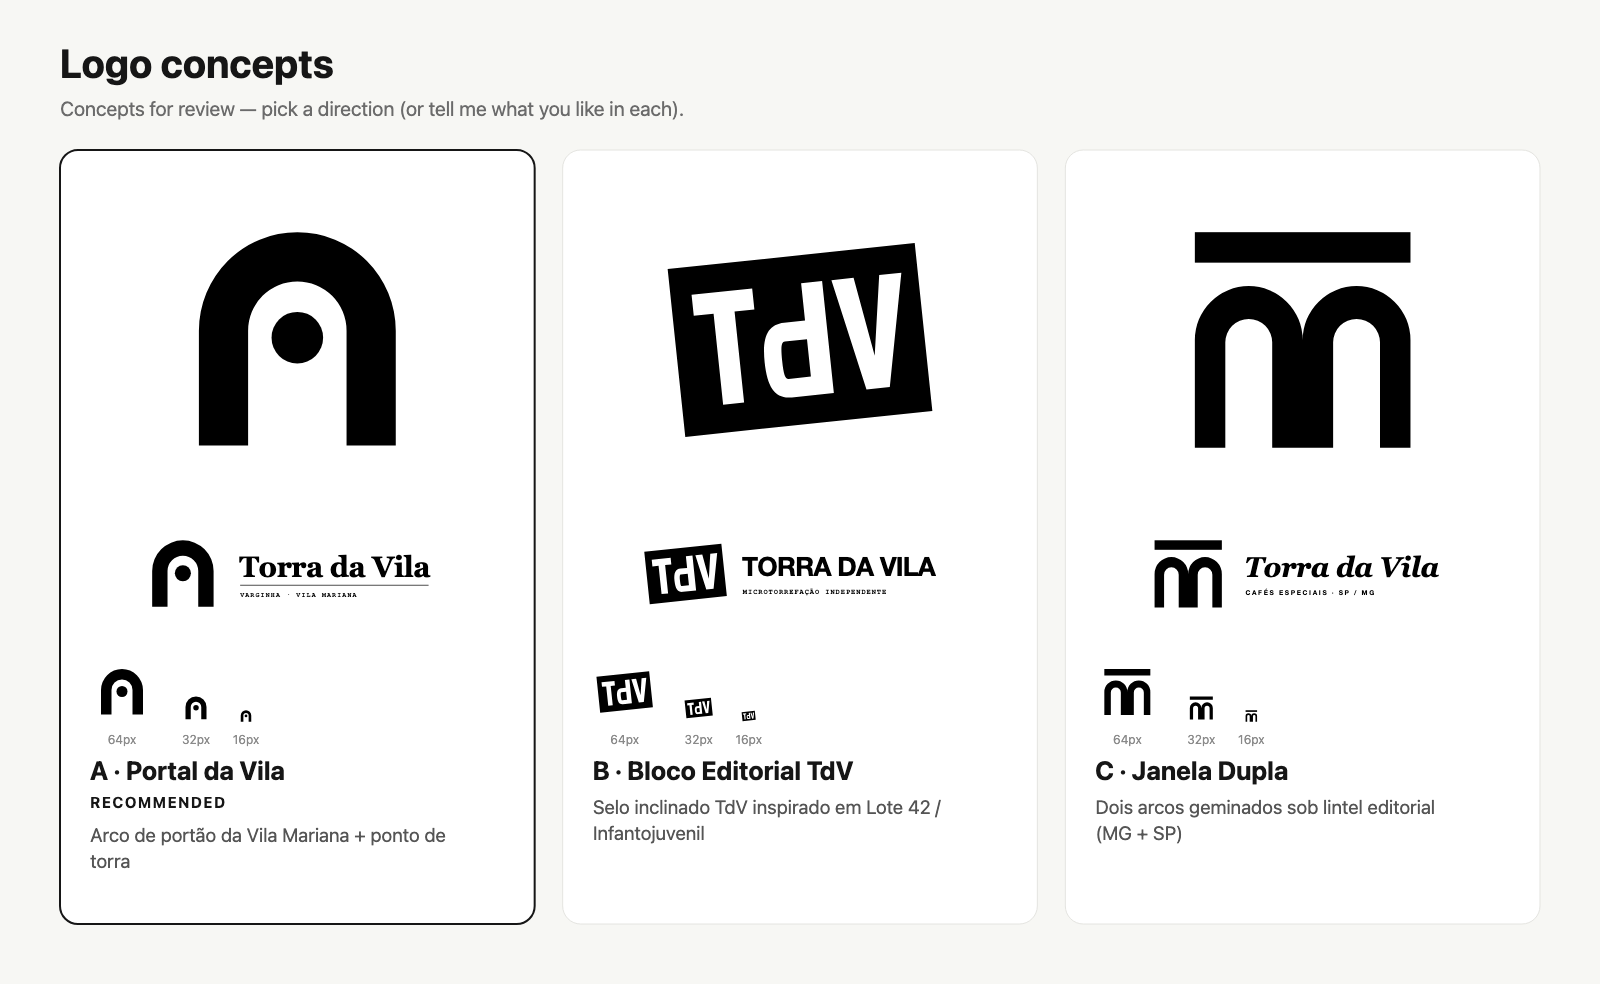 Logo concepts
Concepts for review — pick a direction (or tell me what you like in each).
TdV
Torra da Vila
VARGINHA · VILA MARIANA
TdV
TORRA DA VILA
MICROTORREFAÇÃO INDEPENDENTE
Torra da Vila
CAFÉS ESPECIAIS · SP / MG
64px 32px 16px
TdV TdV TdV
64px 32px 16px
64px 32px 16px
A · Portal da Vila
RECOMMENDED
Arco de portão da Vila Mariana + ponto de
torra
B · Bloco Editorial TdV
Selo inclinado TdV inspirado em Lote 42 /
Infantojuvenil
C · Janela Dupla
Dois arcos geminados sob lintel editorial
(MG + SP)